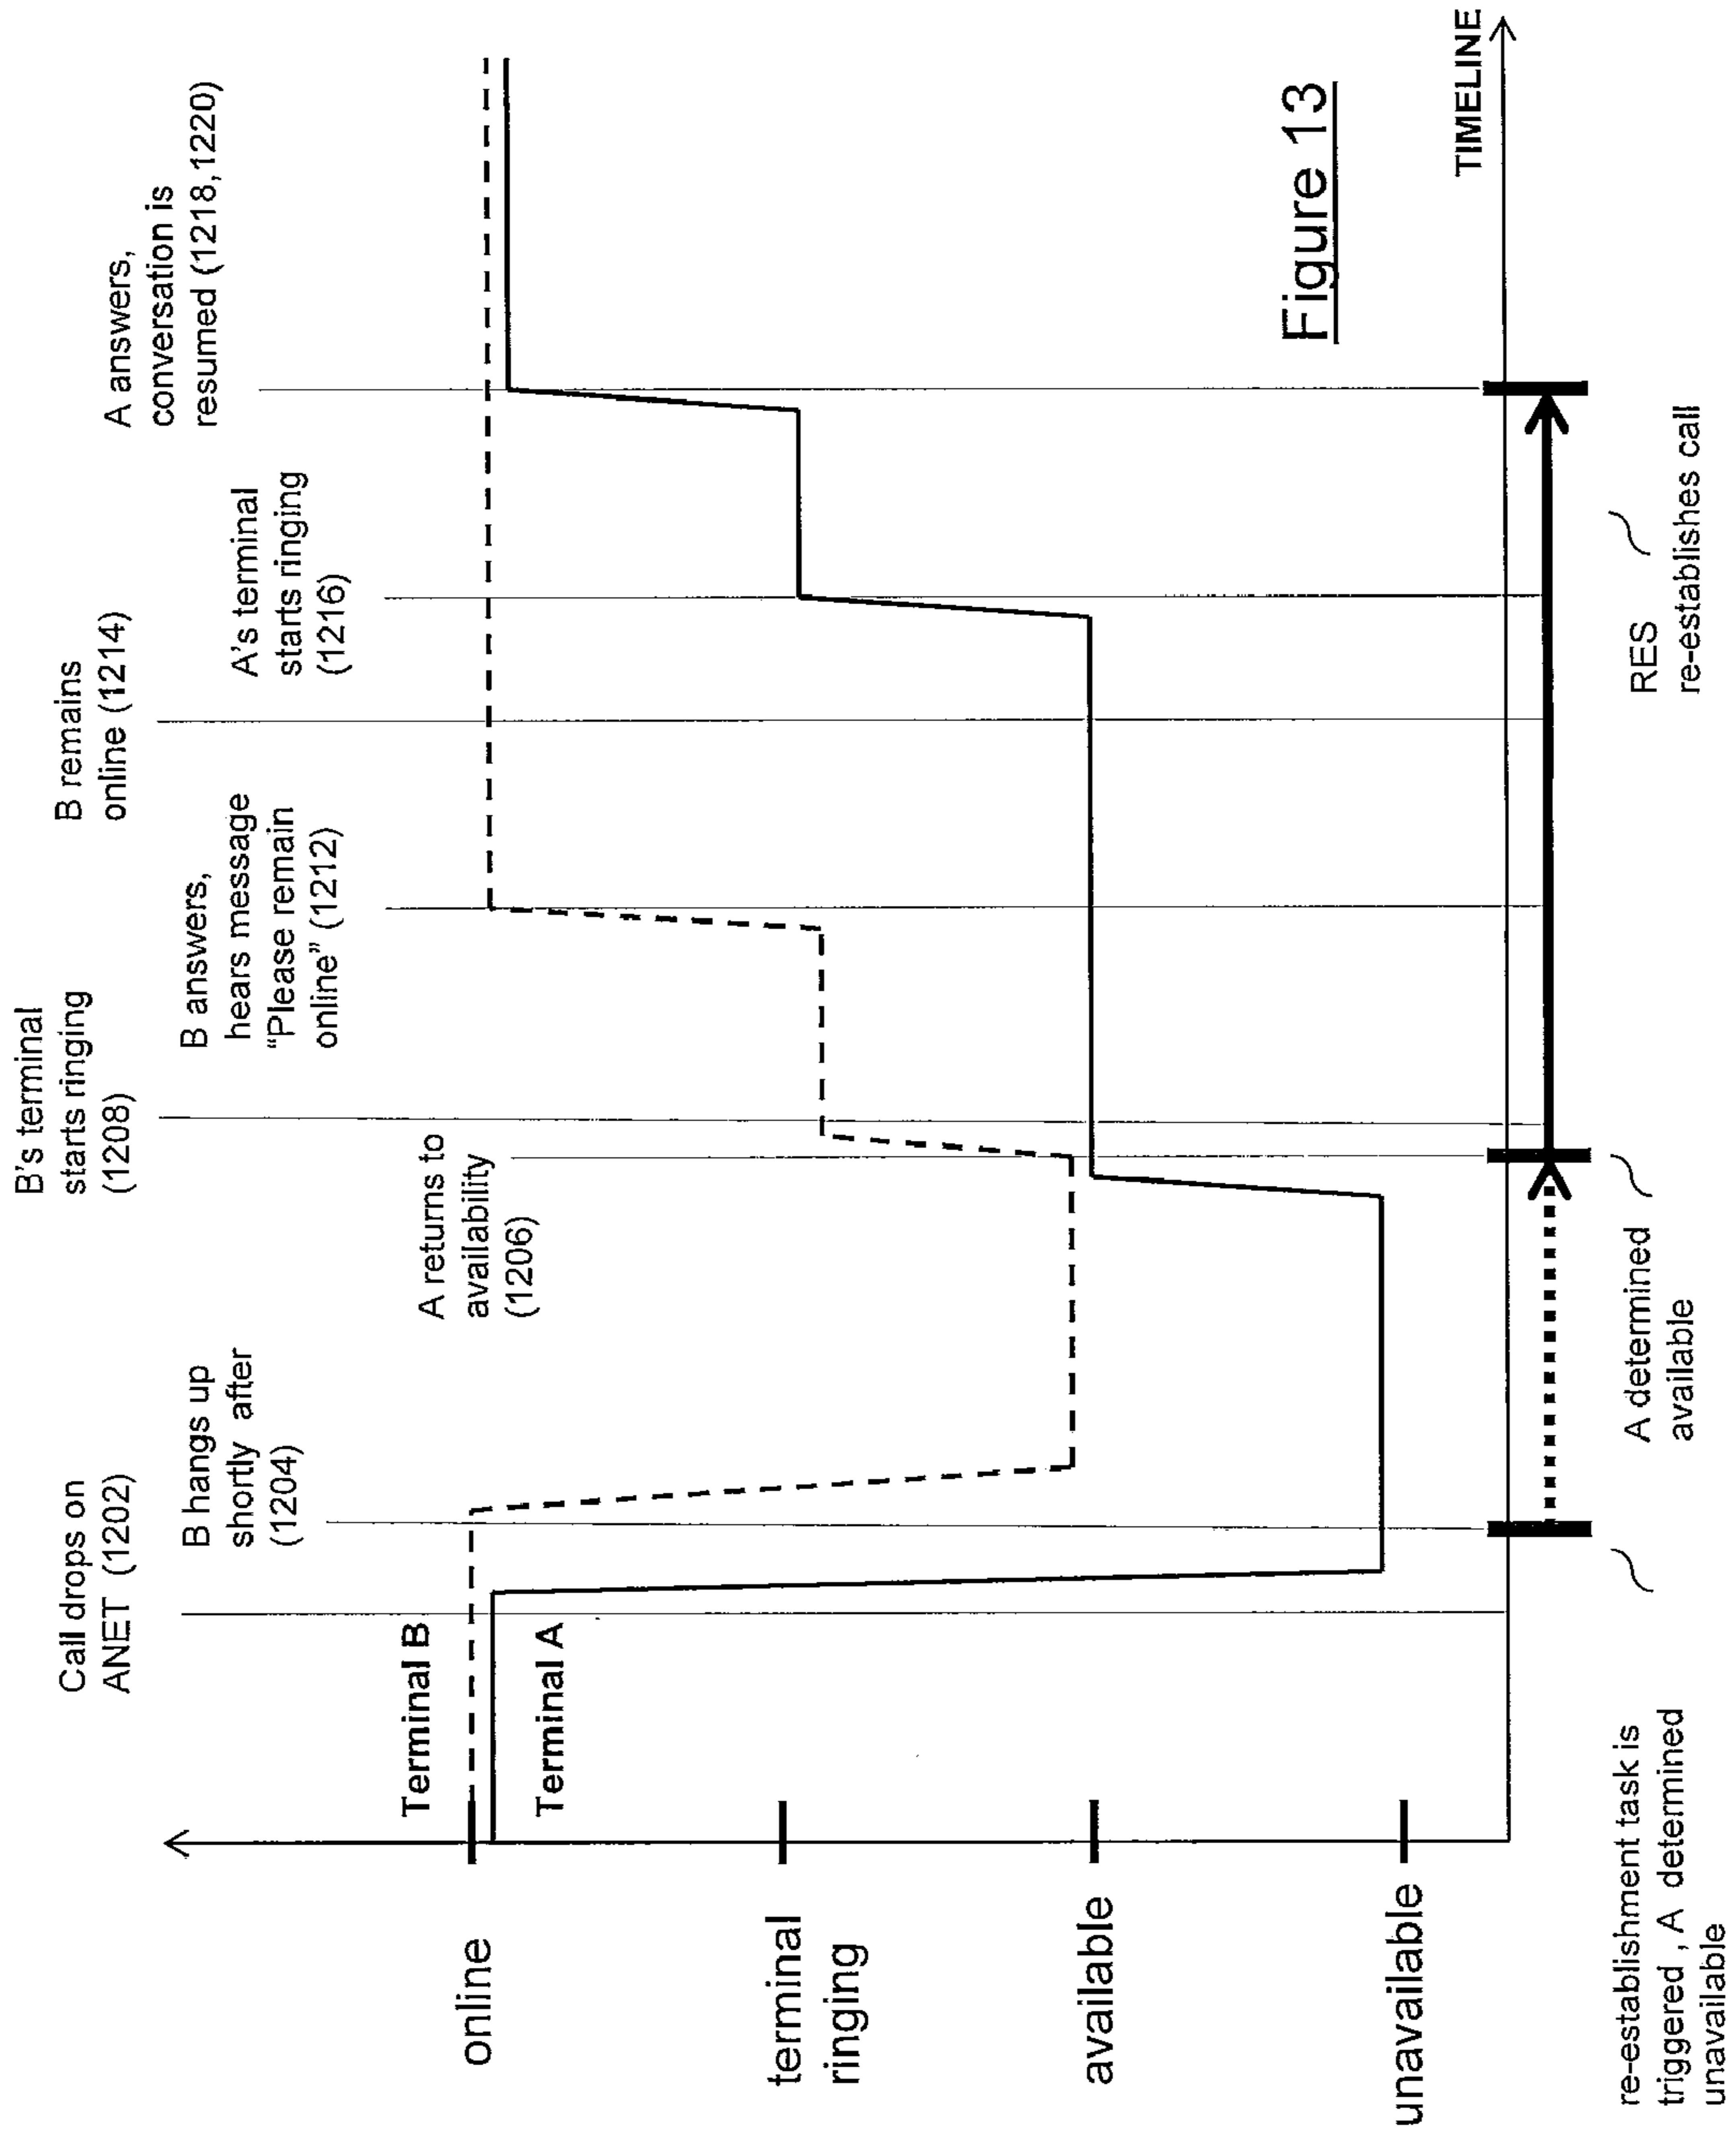 Call drops on
ANET (1202)
B hangs up
shortly after
(1204)
A returns to
availability
(1206)
B's terminal
starts ringing
(1208)
B answers,
hears message
“Please remain
online” (1212)
B remains
online (1214)
A's terminal
starts ringing
(1216)
A answers,
conversation is
resumed (1218,1220)
Terminal B
Terminal A
online
terminal
ringing
available
unavailable
Figure 13
TIMELINE
re-establishment task is
triggered , A determined
unavailable
A determined
available
RES
re-establishes call